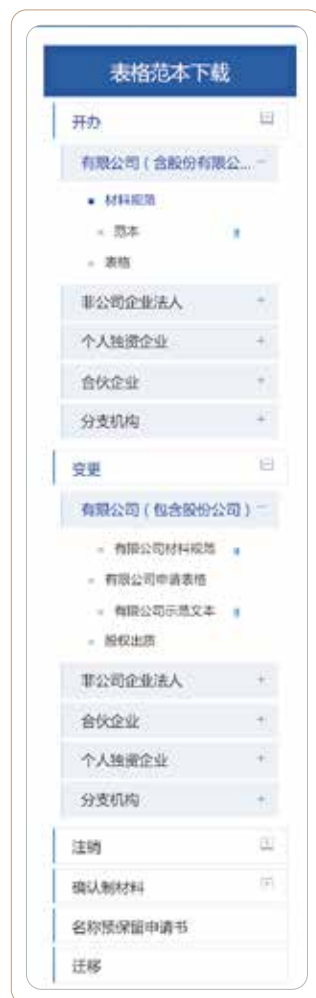 表格范本下载
开办
有限公司（含股份有限公...
材料规范
范本
表格
非公司企业法人
个人独资企业
合伙企业
分支机构
变更
有限公司（包含股份公司）
有限公司材料规范
有限公司申请表格
有限公司示范文本
股权出质
非公司企业法人
合伙企业
个人独资企业
分支机构
注销
确认制材料
名称预保留申请书
迁移